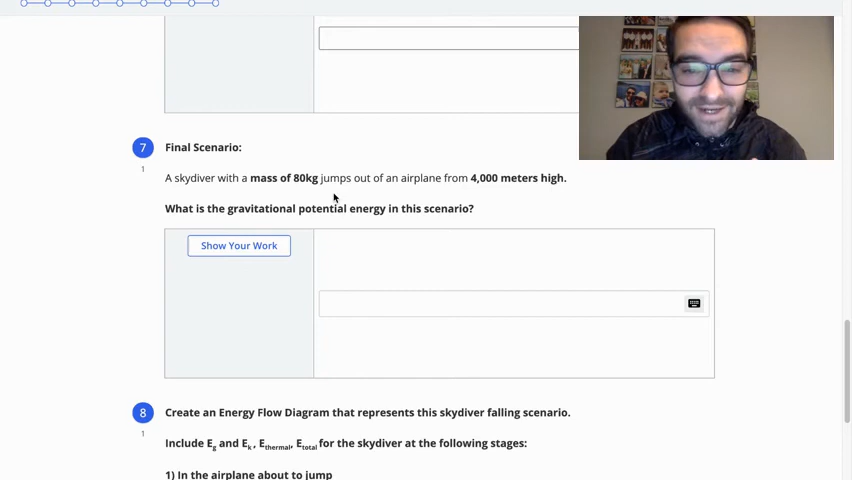 7
Final Scenario:
1
A skydiver with a mass of 80kg jumps out of an airplane from 4,000 meters high.
What is the gravitational potential energy in this scenario?
Show Your Work
8
Create an Energy Flow Diagram that represents this skydiver falling scenario.
1
Include Eg and Ek , Ethermal, Etotal for the skydiver at the following stages:
1) In the airplane about to jump